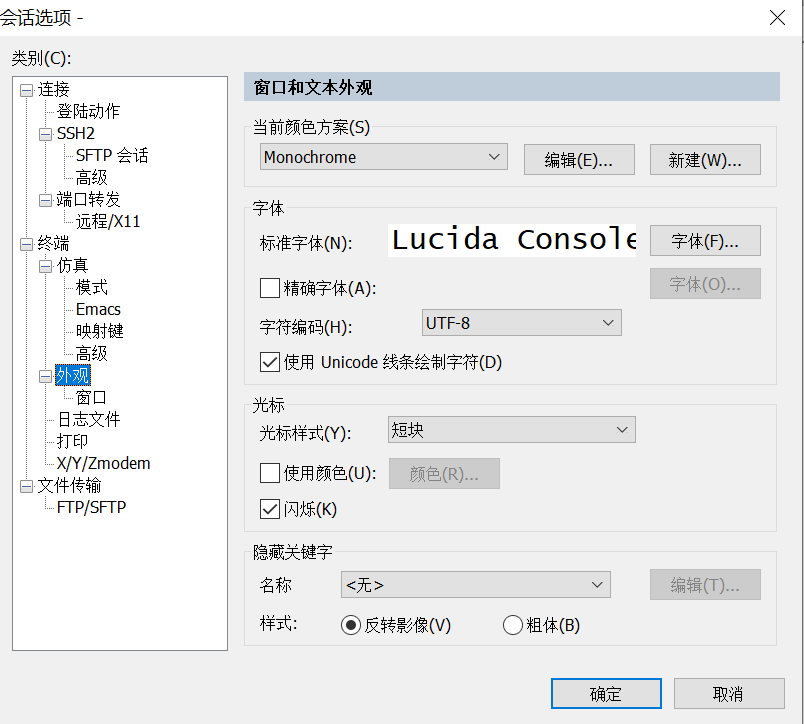 会话选项 -
类别(C):
连接
登陆动作
SSH2
SFTP 会话
高级
端口转发
远程/X11
终端
仿真
模式
Emacs
映射键
高级
外观
窗口
日志文件
打印
X/Y/Zmodem
文件传输
FTP/SFTP
窗口和文本外观
当前颜色方案(S)
Monochrome 编辑(E)... 新建(W)...
字体
标准字体(N): Lucida Console 字体(F)...
精确字体(A): 字体(O)...
字符编码(H): UTF-8
使用 Unicode 线条绘制字符(D)
光标
光标样式(Y): 短块
使用颜色(U): 颜色(R)...
闪烁(K)
隐藏关键字
名称 <无> 编辑(T)...
样式: 反转影像(V) 粗体(B)
确定 取消